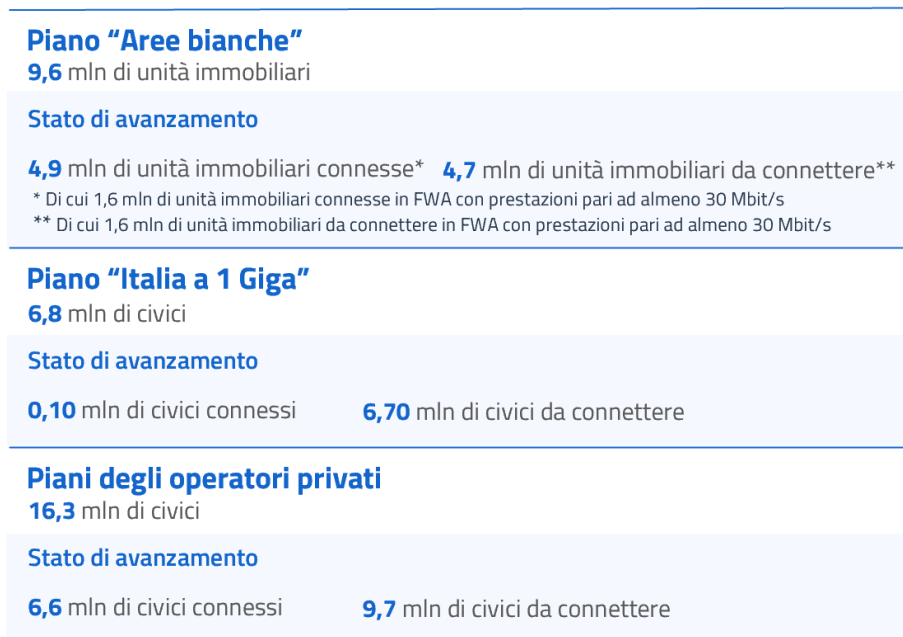 Piano “Aree bianche”
9,6 mln di unità immobiliari
Stato di avanzamento
4,9 mln di unità immobiliari connesse* 4,7 mln di unità immobiliari da connettere**
* Di cui 1,6 mln di unità immobiliari connesse in FWA con prestazioni pari ad almeno 30 Mbit/s
** Di cui 1,6 mln di unità immobiliari da connettere in FWA con prestazioni pari ad almeno 30 Mbit/s
Piano “Italia a 1 Giga”
6,8 mln di civici
Stato di avanzamento
0,10 mln di civici connessi 6,70 mln di civici da connettere
Piani degli operatori privati
16,3 mln di civici
Stato di avanzamento
6,6 mln di civici connessi 9,7 mln di civici da connettere